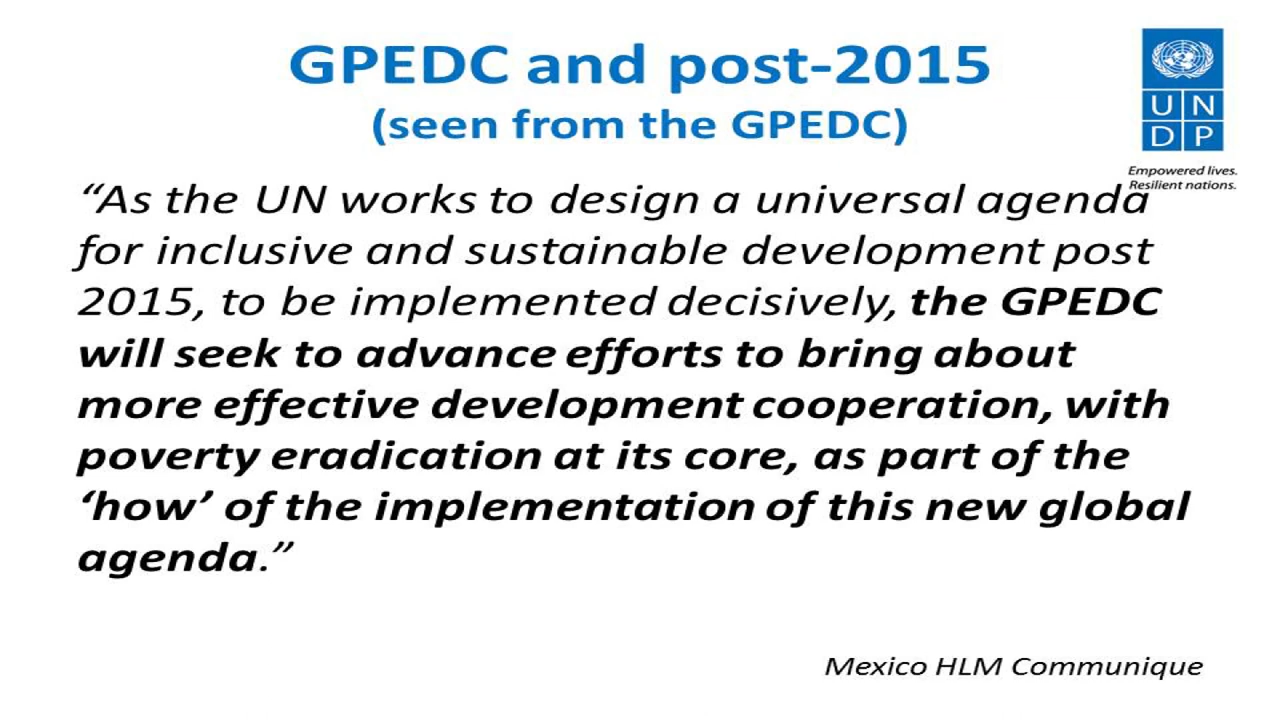 GPEDC and post-2015
(seen from the GPEDC)
U N
D P
Empowered lives.
Resilient nations.
“As the UN works to design a universal agenda
for inclusive and sustainable development post
2015, to be implemented decisively, the GPEDC
will seek to advance efforts to bring about
more effective development cooperation, with
poverty eradication at its core, as part of the
‘how’ of the implementation of this new global
agenda.”
Mexico HLM Communique